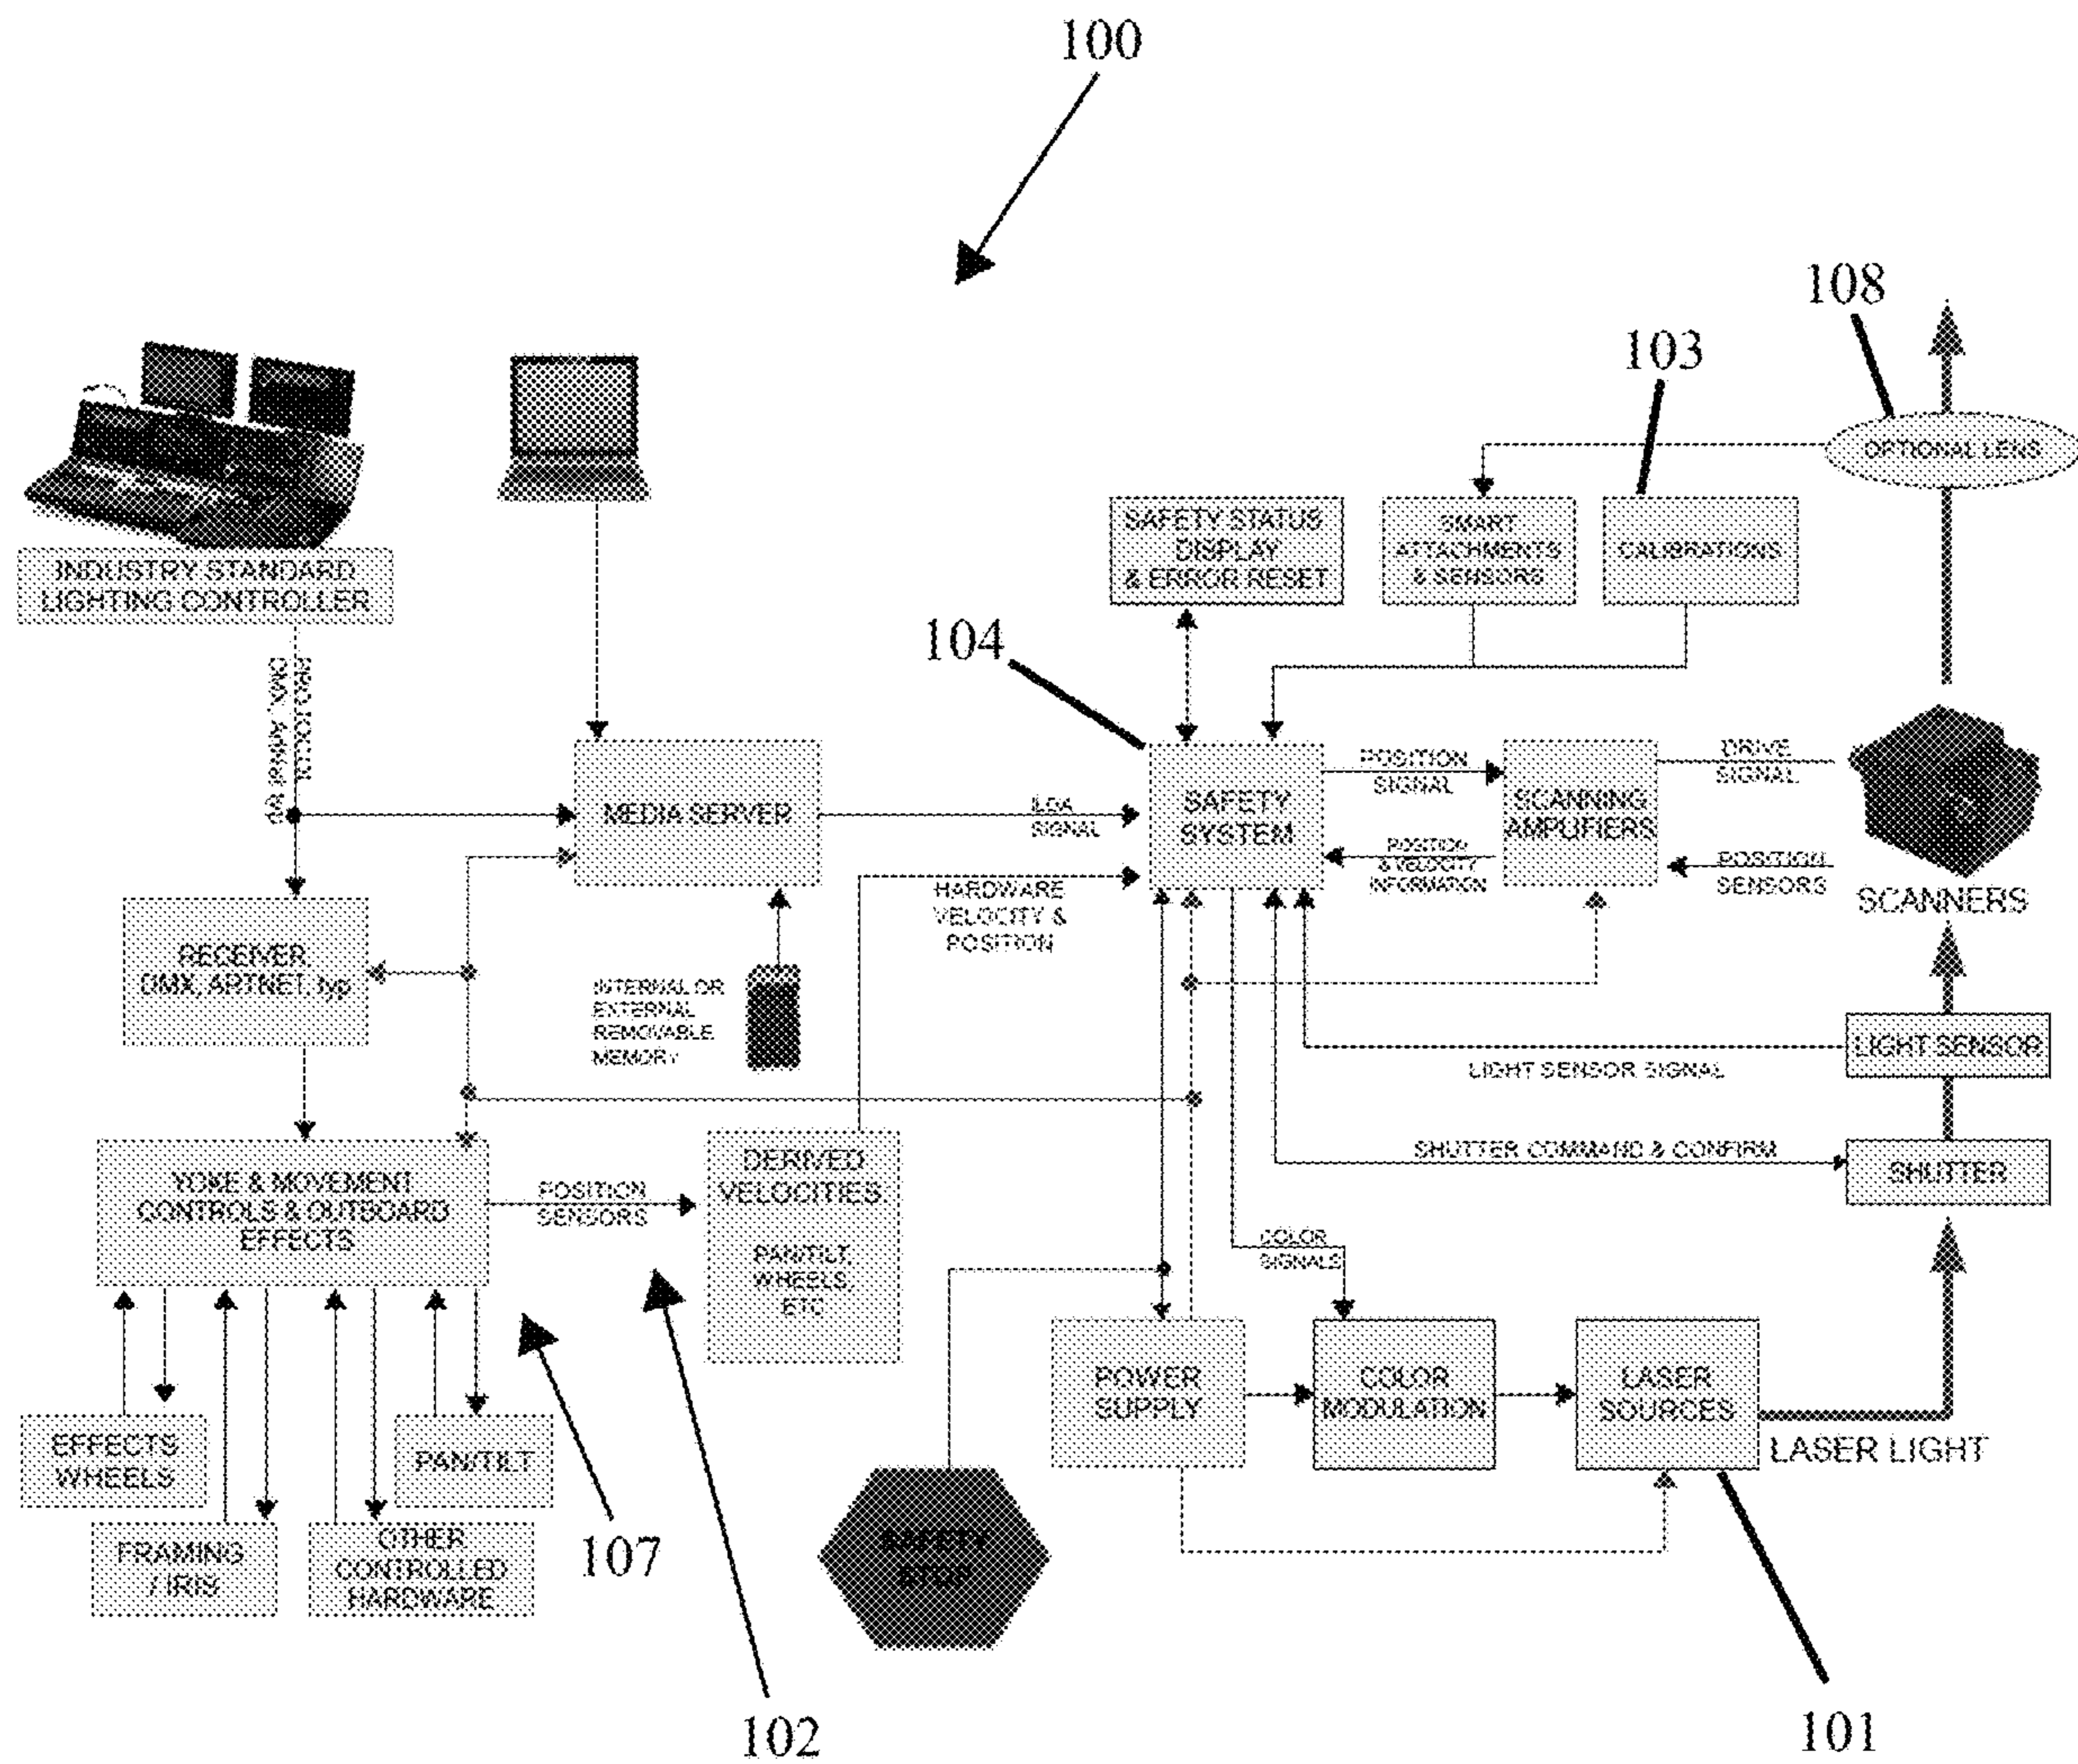 100
108
103
OPTIONAL LENS
SAFETY STATUS
DISPLAY
& ERROR RESET
SMART
ATTACHMENTS
& SENSORS
CALIBRATIONS
INDUSTRY STANDARD
LIGHTING CONTROLLER
PROTOCOL
(DMX, Artnet typ)
104
MEDIA SERVER
ILDA
SIGNAL
SAFETY
SYSTEM
POSITION
SIGNAL
SCANNING
AMPLIFIERS
DRIVE
SIGNAL
POSITION
& VELOCITY
INFORMATION
POSITION
SENSORS
SCANNERS
HARDWARE
VELOCITY &
POSITION
RECEIVER
DMX, ARTNET, typ
INTERNAL OR
EXTERNAL
REMOVABLE
MEMORY
LIGHT SENSOR
LIGHT SENSOR SIGNAL
SHUTTER COMMAND & CONFIRM
SHUTTER
YOKE & MOVEMENT
CONTROLS & OUTBOARD
EFFECTS
POSITION
SENSORS
DERIVED
VELOCITIES.
PAN/TILT
WHEELS,
ETC
COLOR
SIGNALS
POWER
SUPPLY
COLOR
MODULATION
LASER
SOURCES
LASER LIGHT
EFFECTS
WHEELS
PAN/TILT
FRAMING
/ IRIS
OTHER
CONTROLLED
HARDWARE
SAFETY
STOP
107
102
101